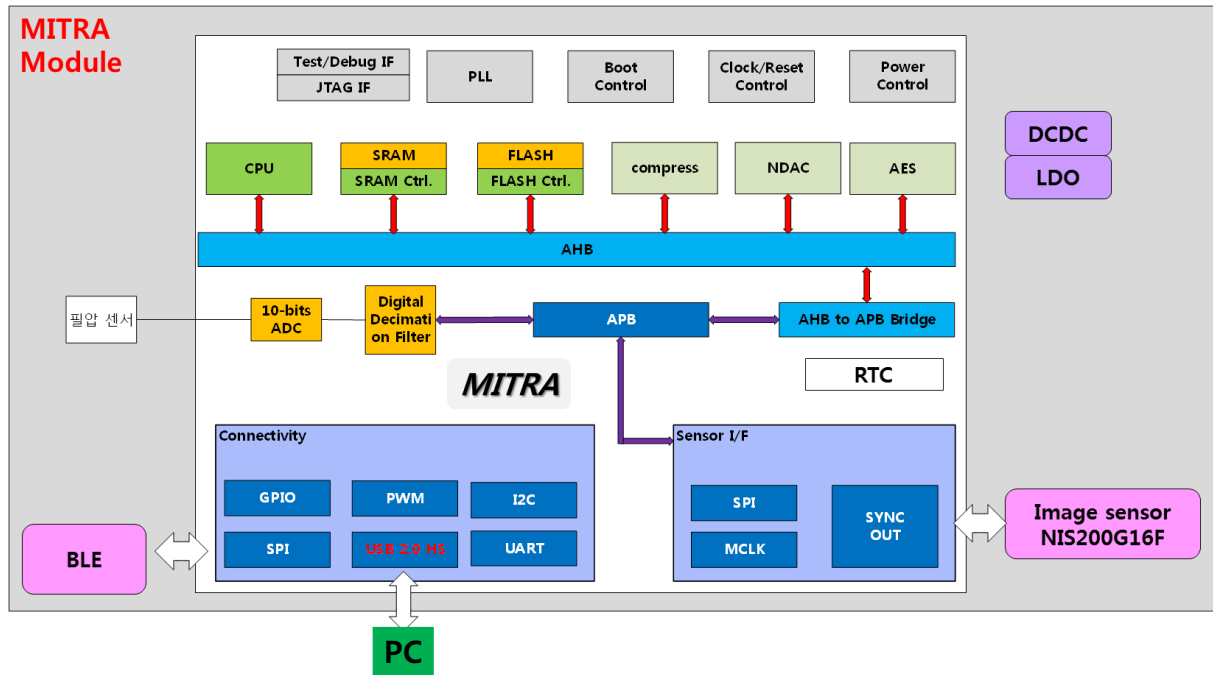 MITRA
Module
Test/Debug IF
JTAG IF
PLL
Boot
Control
Clock/Reset
Control
Power
Control
DCDC
LDO
CPU
SRAM
SRAM Ctrl.
FLASH
FLASH Ctrl.
compress
NDAC
AES
AHB
필압 센서
10-bits
ADC
Digital
Decimati
on Filter
APB
AHB to APB Bridge
MITRA
RTC
Connectivity
GPIO
PWM
I2C
SPI
USB 2.0 HS
UART
Sensor I/F
SPI
MCLK
SYNC
OUT
BLE
Image sensor
NIS200G16F
PC